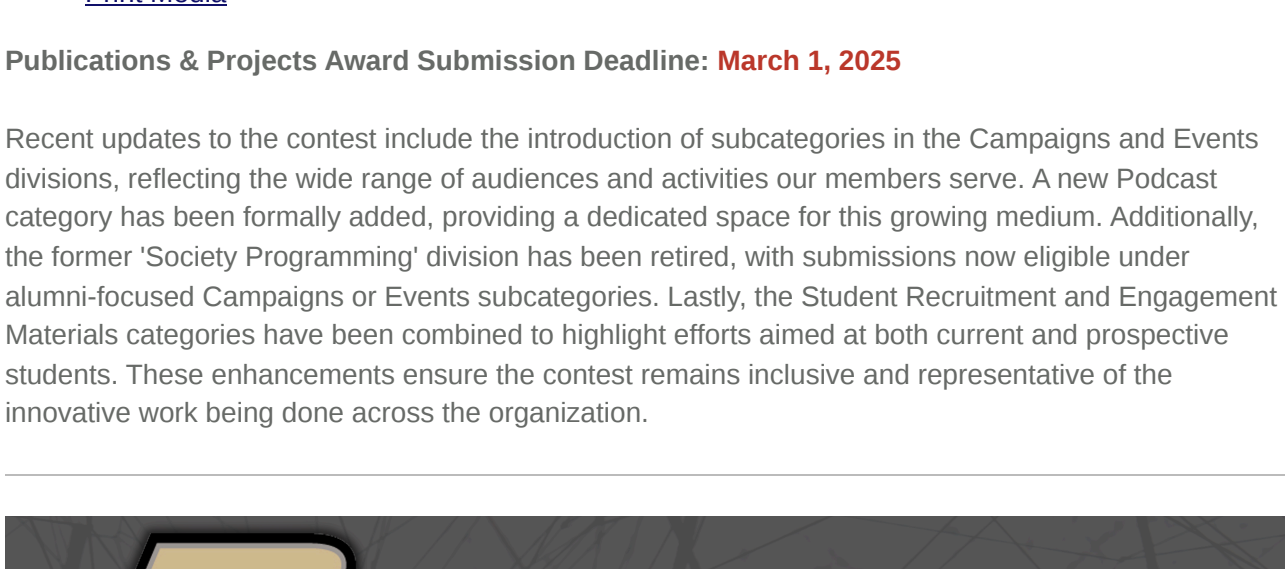 Print Media
Publications & Projects Award Submission Deadline: March 1, 2025
Recent updates to the contest include the introduction of subcategories in the Campaigns and Events
divisions, reflecting the wide range of audiences and activities our members serve. A new Podcast
category has been formally added, providing a dedicated space for this growing medium. Additionally,
the former 'Society Programming' division has been retired, with submissions now eligible under
alumni-focused Campaigns or Events subcategories. Lastly, the Student Recruitment and Engagement
Materials categories have been combined to highlight efforts aimed at both current and prospective
students. These enhancements ensure the contest remains inclusive and representative of the
innovative work being done across the organization.